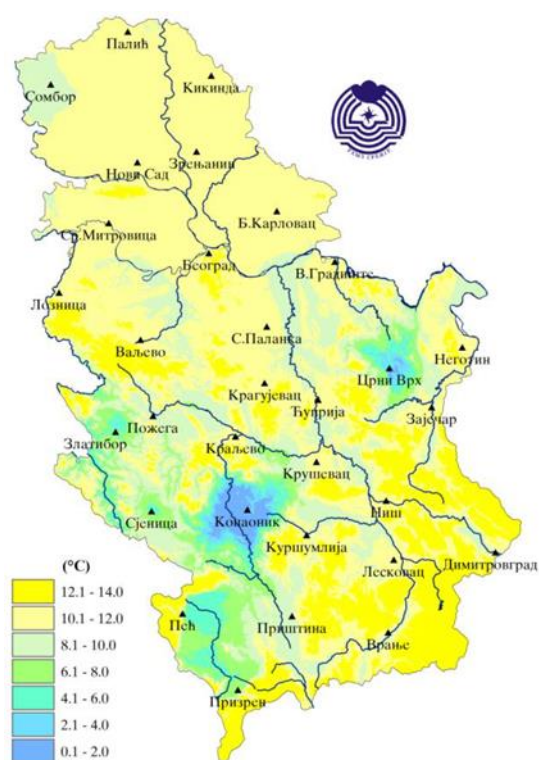 Палић
Кикинда
Сомбор
Зрењанин
Нови Сад
Б.Карловац
Ср.Митровица
Београд
В.Градиште
Лозница
С.Паланка
Ваљево
Неготин
Црни Врх
Крагујевац
Ћуприја
Зајечар
Пожега
Златибор
Краљево
Крушевац
Сјеница
Копаоник
Ниш
Куршумлија
Димитровград
Лесковац
(°C)
12.1 - 14.0
10.1 - 12.0
8.1 - 10.0
6.1 - 8.0
4.1 - 6.0
2.1 - 4.0
0.1 - 2.0
Пећ
Приштина
Врање
Призрен